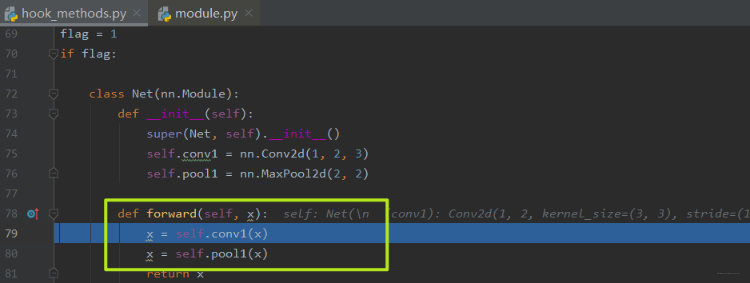 hook_methods.py × module.py ×
69 flag = 1
70 if flag:
71
72 class Net(nn.Module):
73 def __init__(self):
74 super(Net, self).__init__()
75 self.conv1 = nn.Conv2d(1, 2, 3)
76 self.pool1 = nn.MaxPool2d(2, 2)
77
78 def forward(self, x): self: Net(\n (conv1): Conv2d(1, 2, kernel_size=(3, 3), stride=(1
79 x = self.conv1(x)
80 x = self.pool1(x)
81 return x